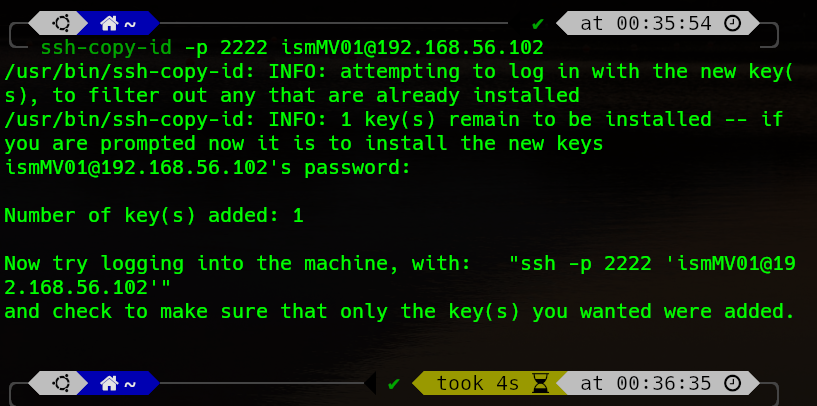 ~ ✔ at 00:35:54
ssh-copy-id -p 2222 ismMV01@192.168.56.102
/usr/bin/ssh-copy-id: INFO: attempting to log in with the new key(
s), to filter out any that are already installed
/usr/bin/ssh-copy-id: INFO: 1 key(s) remain to be installed -- if
you are prompted now it is to install the new keys
ismMV01@192.168.56.102's password:
Number of key(s) added: 1
Now try logging into the machine, with:   "ssh -p 2222 'ismMV01@19
2.168.56.102'"
and check to make sure that only the key(s) you wanted were added.
~ ✔ took 4s at 00:36:35